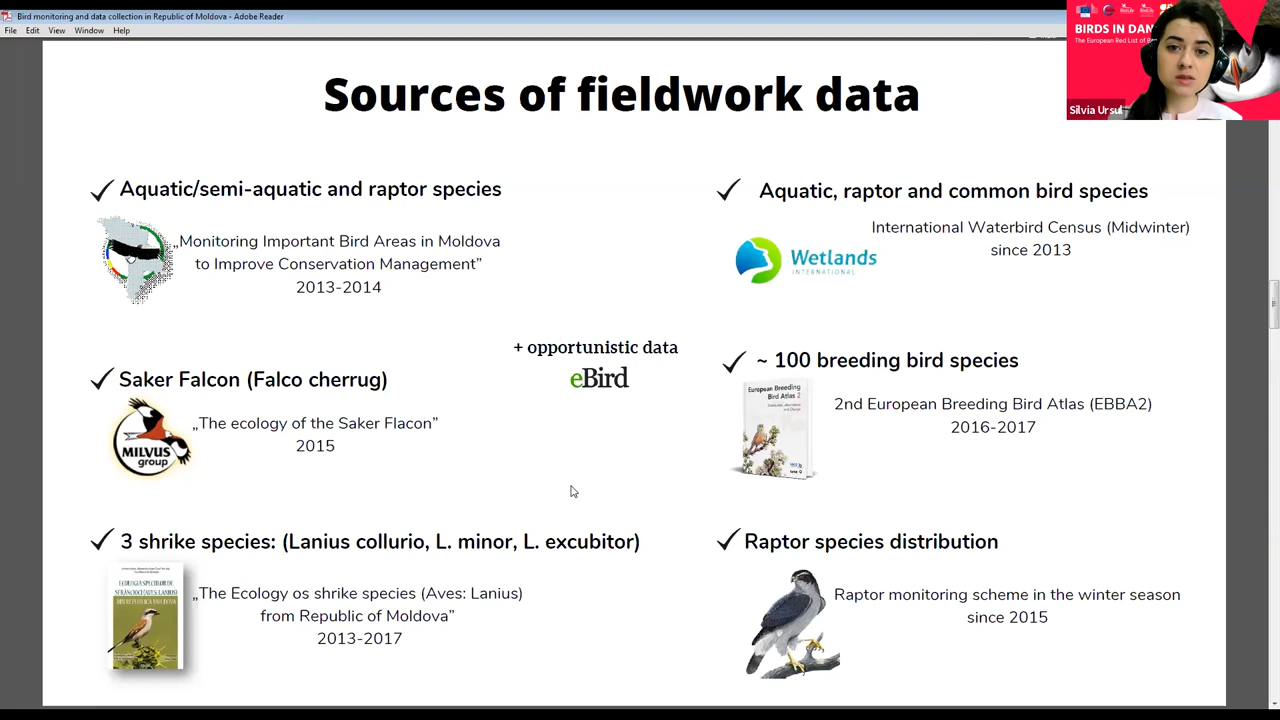 Bird monitoring and data collection in Republic of Moldova - Adobe Reader
File Edit View Window Help
BIRDS IN DAN
The European Red List of
Silvia Ursul
Sources of fieldwork data
Aquatic/semi-aquatic and raptor species
„Monitoring Important Bird Areas in Moldova
to Improve Conservation Management”
2013-2014
Aquatic, raptor and common bird species
International Waterbird Census (Midwinter)
since 2013
Wetlands
INTERNATIONAL
+ opportunistic data
eBird
Saker Falcon (Falco cherrug)
„The ecology of the Saker Flacon”
2015
MILVUS
group
~ 100 breeding bird species
2nd European Breeding Bird Atlas (EBBA2)
2016-2017
European Breeding
Bird Atlas 2
3 shrike species: (Lanius collurio, L. minor, L. excubitor)
„The Ecology os shrike species (Aves: Lanius)
from Republic of Moldova”
2013-2017
Raptor species distribution
Raptor monitoring scheme in the winter season
since 2015